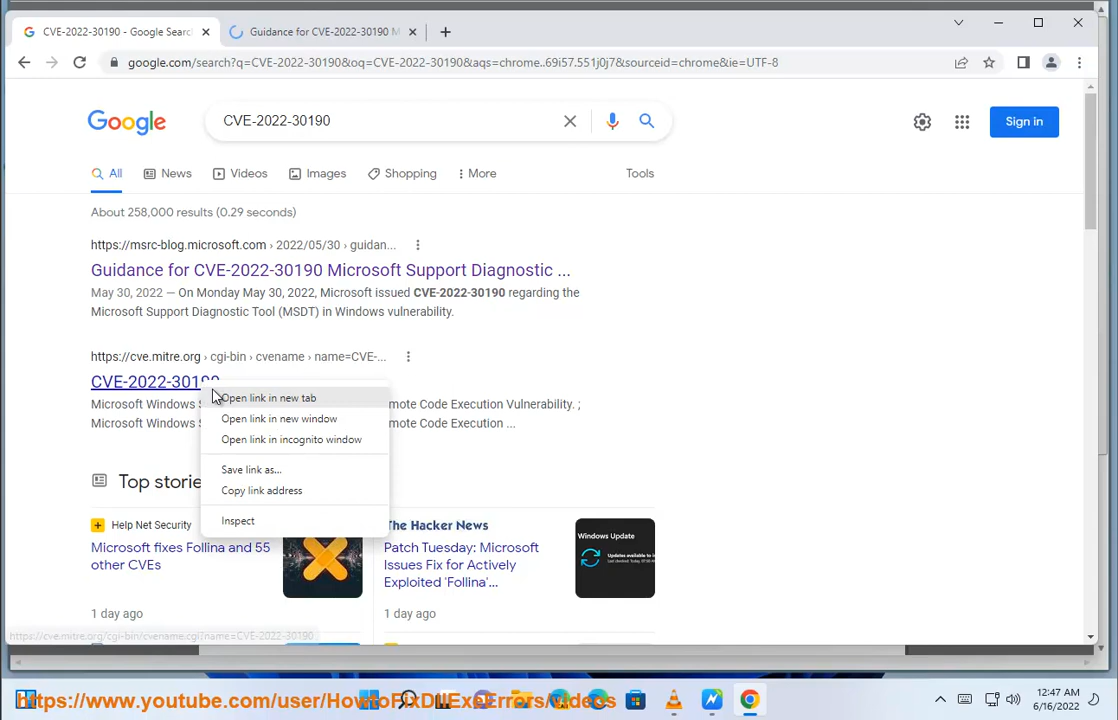 CVE-2022-30190 - Google Searc
Guidance for CVE-2022-30190 M
google.com/search?q=CVE-2022-30190&oq=CVE-2022-30190&aqs=chrome..69i57.551j0j7&sourceid=chrome&ie=UTF-8
Google
CVE-2022-30190
Sign in
All
News
Videos
Images
Shopping
More
Tools
About 258,000 results (0.29 seconds)
https://msrc-blog.microsoft.com › 2022/05/30 › guidan...
Guidance for CVE-2022-30190 Microsoft Support Diagnostic ...
May 30, 2022 — On Monday May 30, 2022, Microsoft issued CVE-2022-30190 regarding the
Microsoft Support Diagnostic Tool (MSDT) in Windows vulnerability.
https://cve.mitre.org › cgi-bin › cvename › name=CVE-...
CVE-2022-30190
Microsoft Windows S
mote Code Execution Vulnerability. ;
Microsoft Windows S
mote Code Execution ...
Open link in new tab
Open link in new window
Open link in incognito window
Save link as...
Copy link address
Inspect
Top storie
Help Net Security
Microsoft fixes Follina and 55
other CVEs
1 day ago
The Hacker News
Patch Tuesday: Microsoft
Issues Fix for Actively
Exploited 'Follina'...
1 day ago
Windows Update
https://cve.mitre.org/cgi-bin/cvename.cgi?name=CVE-2022-30190
https://www.youtube.com/user/HowtoFixDllExeErrors/videos
12:47 AM
6/16/2022